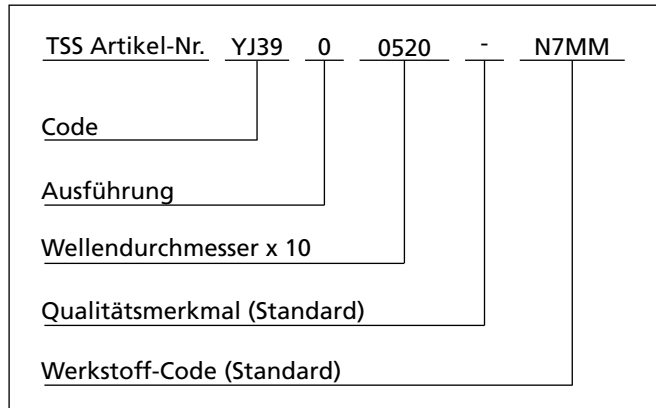 TSS Artikel-Nr. YJ39 0 0520 - N7MM
Code
Ausführung
Wellendurchmesser x 10
Qualitätsmerkmal (Standard)
Werkstoff-Code (Standard)